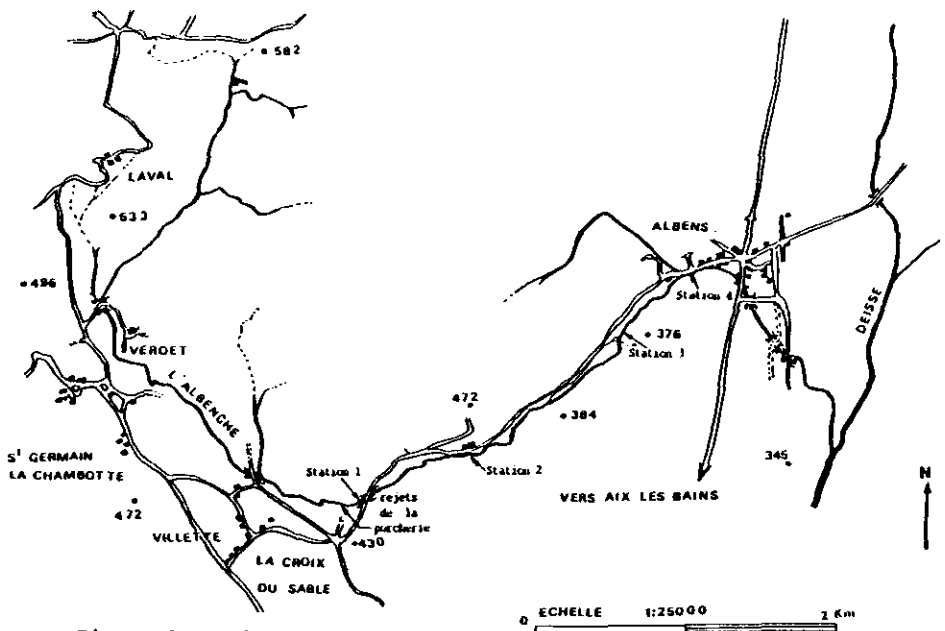 582
LAVAL
633
496
VERDET
L'ALBENCHE
St GERMAIN
LA CHAMBOTTE
472
VILLETTE
LA CROIX
DU SABLE
Station 1
rejets
de la
porcherie
430
472
Station 2
384
376
Station 3
Station 4
ALBENS
DEISSE
345
VERS AIX LES BAINS
N
ECHELLE 1:25000
0 2 Km